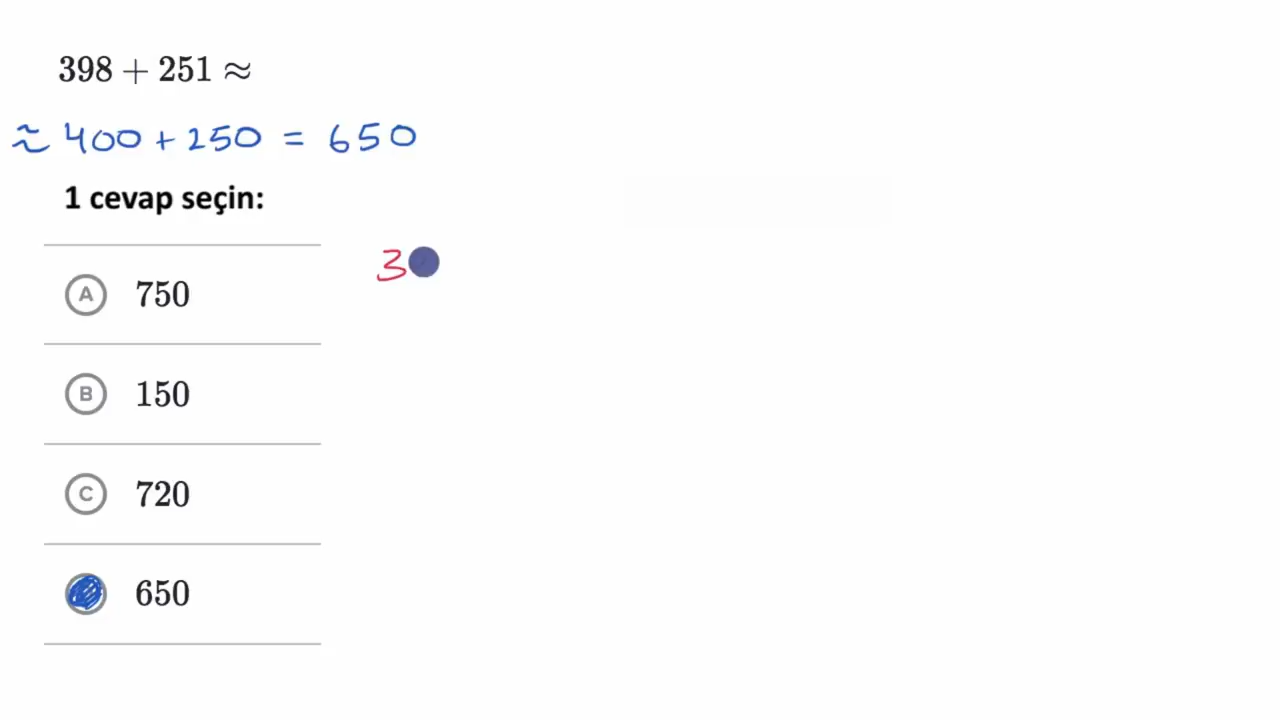 398 + 251 ≈
≈ 400 + 250 = 650
1 cevap seçin:
3
A 750
B 150
C 720
650